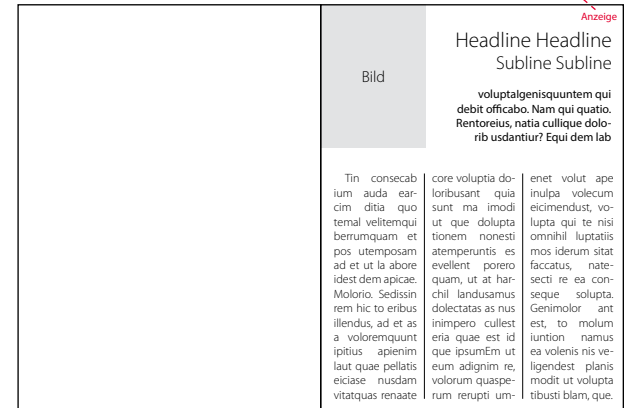 Anzeige
Headline Headline
Subline Subline
Bild
voluptalgenisquuntem qui
debit officabo. Nam qui quatio.
Rentoreius, natia cullique dolo-
rib usdantiur? Equi dem lab
Tin consecab
ium auda ear-
cim ditia quo
temal velitemqui
berrumquam et
pos utemposam
ad et ut la abore
idest dem apicae.
Molorio. Sedissin
rem hic to eribus
illendus, ad et as
a voloremquunt
ipitius apienim
laut quae pellatis
eiciase nusdam
vitatquas renaate
core voluptia do-
loribusant quia
sunt ma imodi
ut que dolupta
tionem nonesti
atemperuntis es
evellent porero
quam, ut at har-
chil landusamus
dolectatas as nus
inimpero cullest
eria quae est id
que ipsumEm ut
eum adignim re,
volorum quaspe-
rum rerupti um-
enet volut ape
inulpa volecum
eicimendust, vo-
lupta qui te nisi
omnihil luptatiis
mos iderum sitat
faccatus, nate-
secti re ea con-
seque solupta.
Genimolor ant
est, to molum
iuntion namus
ea volenis nis ve-
ligendest planis
modit ut volupta
tibusti blam, que.